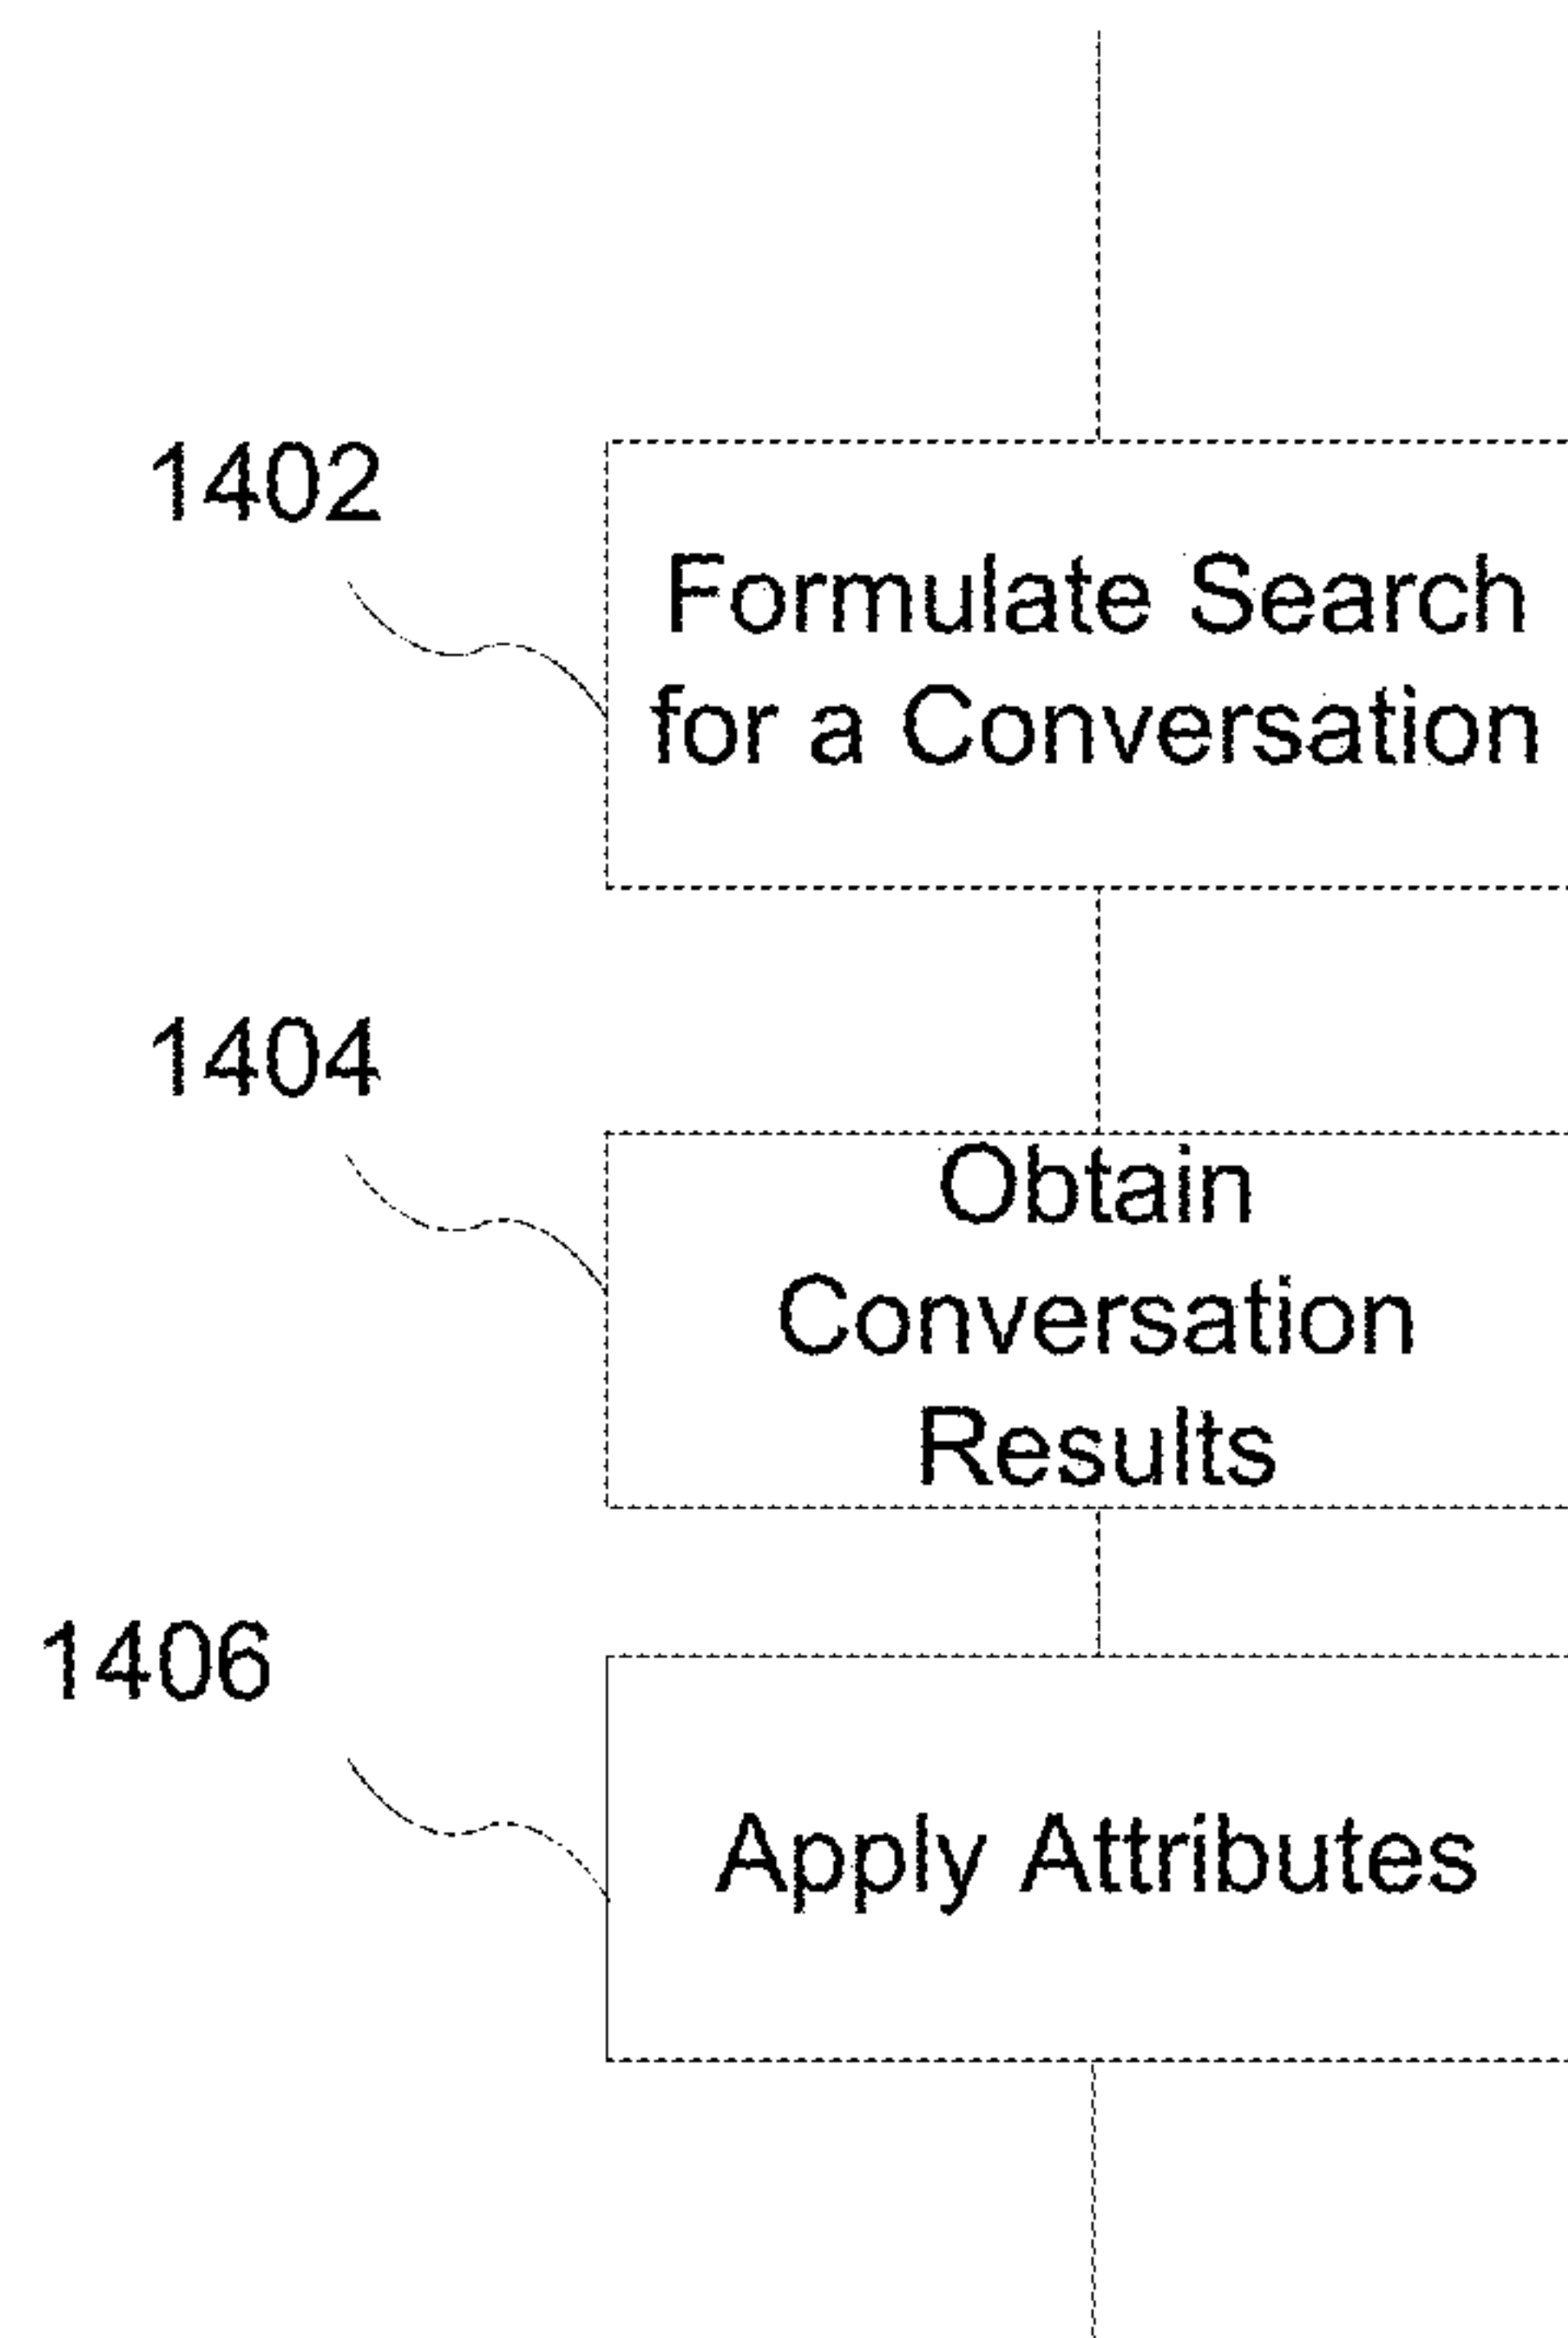 1402
Formulate Search
for a Conversation
1404
Obtain
Conversation
Results
1406
Apply Attributes